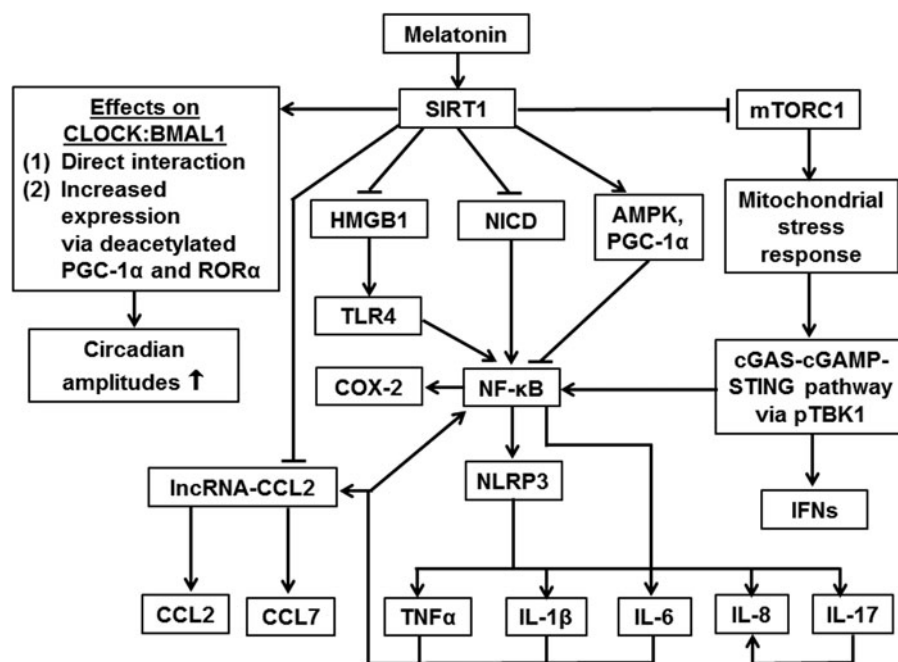 Melatonin
SIRT1
mTORC1
Effects on
CLOCK:BMAL1
(1) Direct interaction
(2) Increased
expression
via deacetylated
PGC-1α and RORα
HMGB1
NICD
AMPK,
PGC-1α
Mitochondrial
stress
response
TLR4
Circadian
amplitudes ↑
COX-2
NF-κB
cGAS-cGAMP-
STING pathway
via pTBK1
lncRNA-CCL2
NLRP3
IFNs
CCL2
CCL7
TNFα
IL-1β
IL-6
IL-8
IL-17